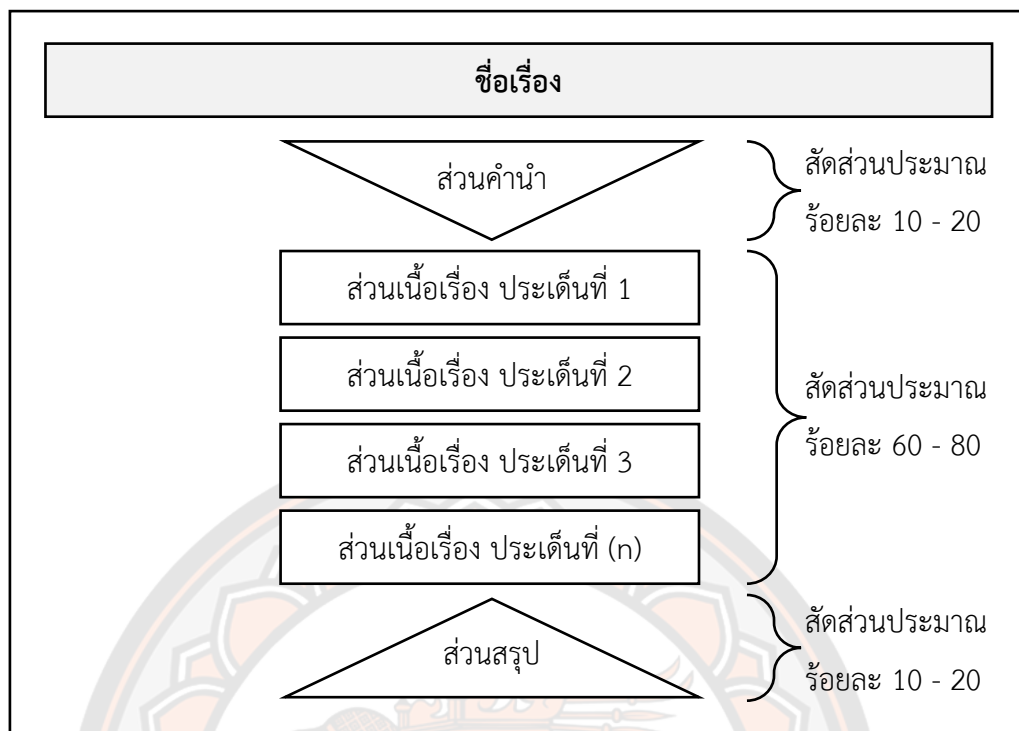 ชื่อเรื่อง
ส่วนคำนำ
สัดส่วนประมาณ
ร้อยละ 10 - 20
ส่วนเนื้อเรื่อง ประเด็นที่ 1
ส่วนเนื้อเรื่อง ประเด็นที่ 2
ส่วนเนื้อเรื่อง ประเด็นที่ 3
ส่วนเนื้อเรื่อง ประเด็นที่ (n)
สัดส่วนประมาณ
ร้อยละ 60 - 80
ส่วนสรุป
สัดส่วนประมาณ
ร้อยละ 10 - 20